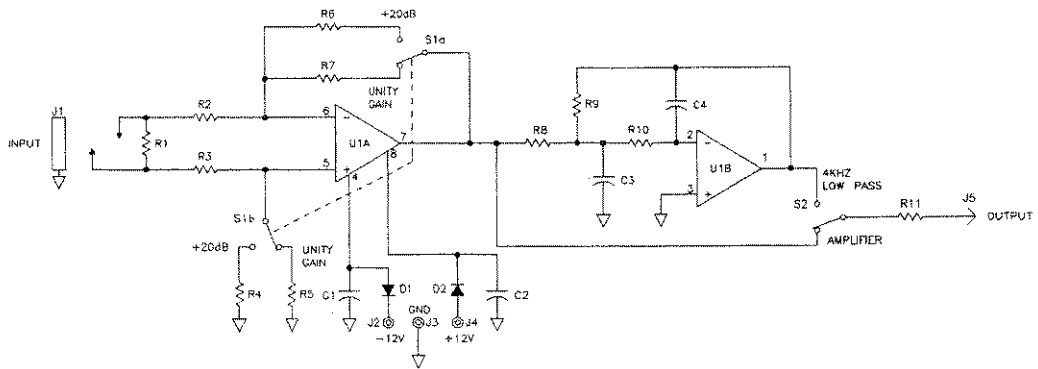 R6
+20dB
S1a
R7
UNITY
GAIN
R9
C4
J1
R2
6
-
INPUT
R1
U1A
7
8
R8
R10
2
-
R3
5
+
4
C3
U1B
1
3
+
4KHZ
LOW PASS
S2
R11
J5
OUTPUT
AMPLIFIER
S1b
+20dB
UNITY
GAIN
R4
R5
C1
D1
D2
C2
GND
J2
J3
J4
-12V
+12V